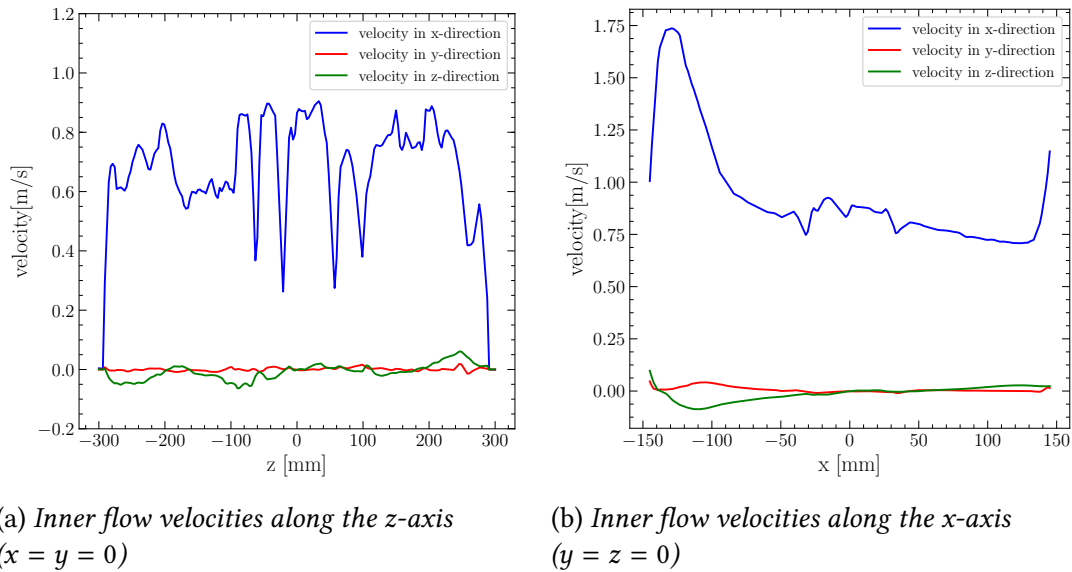 velocity in x-direction
velocity in y-direction
velocity in z-direction
1.2
1.0
0.8
0.6
0.4
0.2
0.0
−0.2
velocity[m/s]
−300 −200 −100 0 100 200 300
z [mm]
velocity in x-direction
velocity in y-direction
velocity in z-direction
1.75
1.50
1.25
1.00
0.75
0.50
0.25
0.00
velocity[m/s]
−150 −100 −50 0 50 100 150
x [mm]
(a) Inner flow velocities along the z-axis
(x = y = 0)
(b) Inner flow velocities along the x-axis
(y = z = 0)